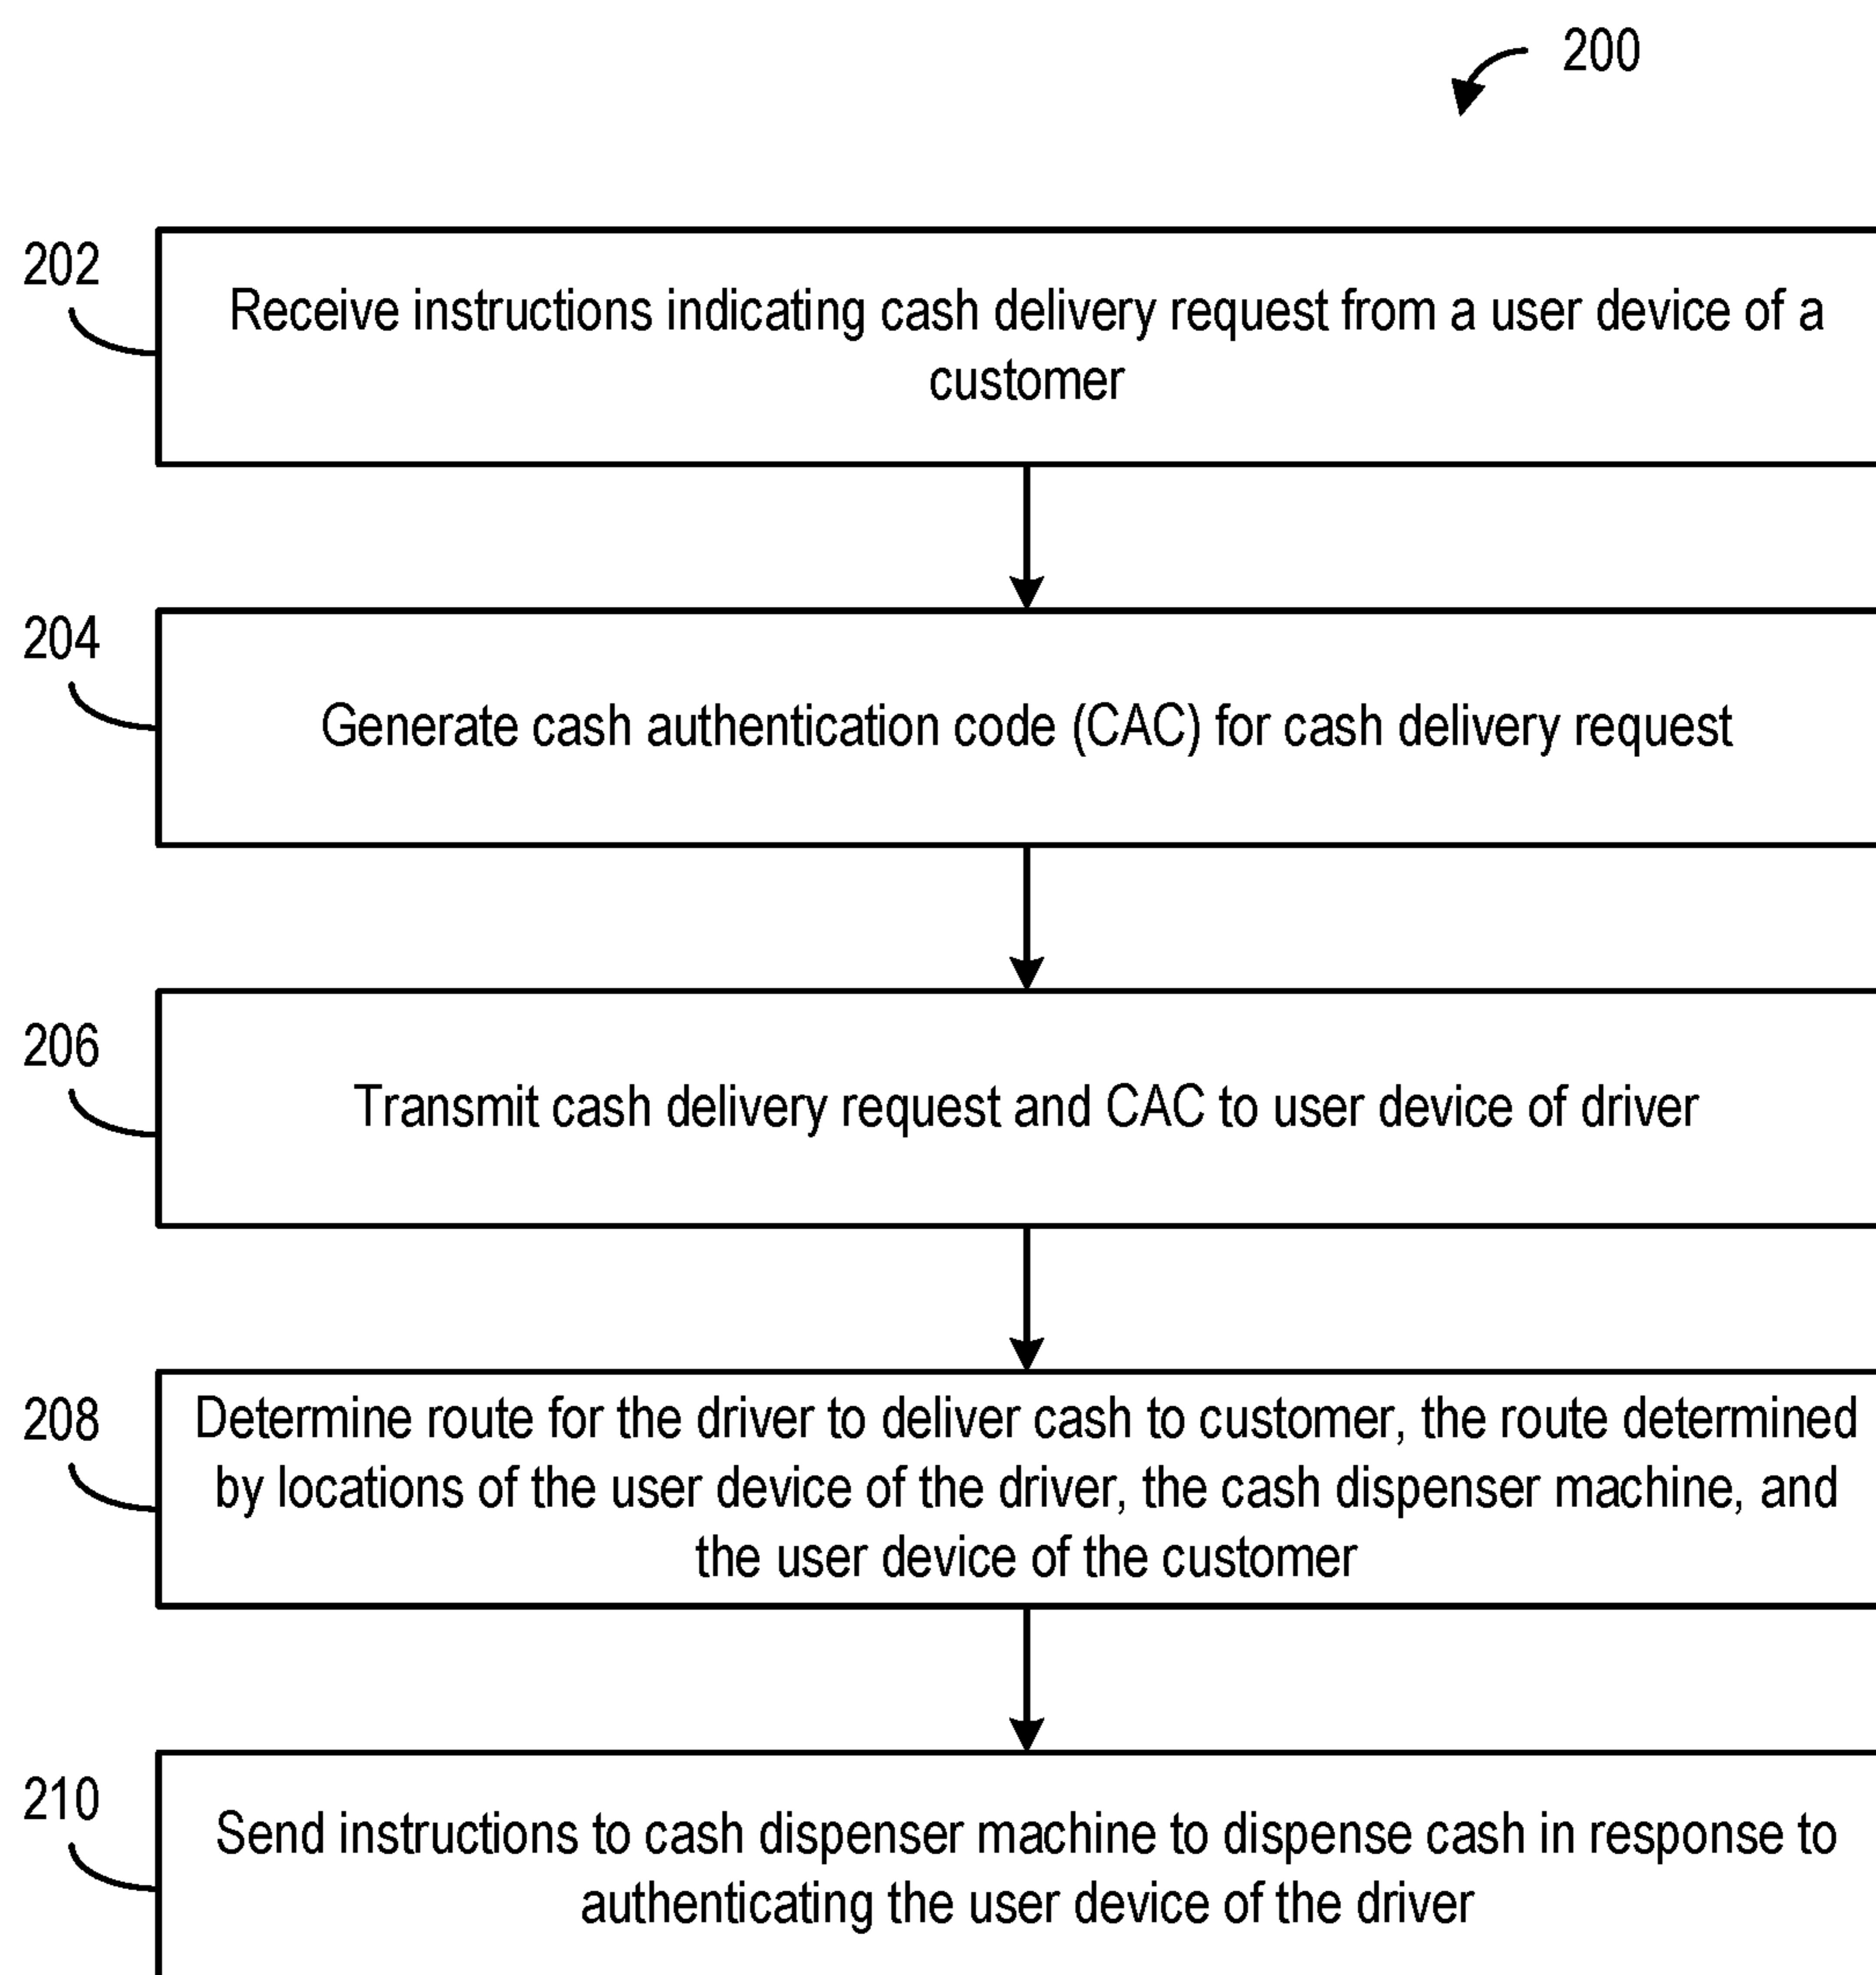 200
202
Receive instructions indicating cash delivery request from a user device of a
customer
204
Generate cash authentication code (CAC) for cash delivery request
206
Transmit cash delivery request and CAC to user device of driver
208
Determine route for the driver to deliver cash to customer, the route determined
by locations of the user device of the driver, the cash dispenser machine, and
the user device of the customer
210
Send instructions to cash dispenser machine to dispense cash in response to
authenticating the user device of the driver